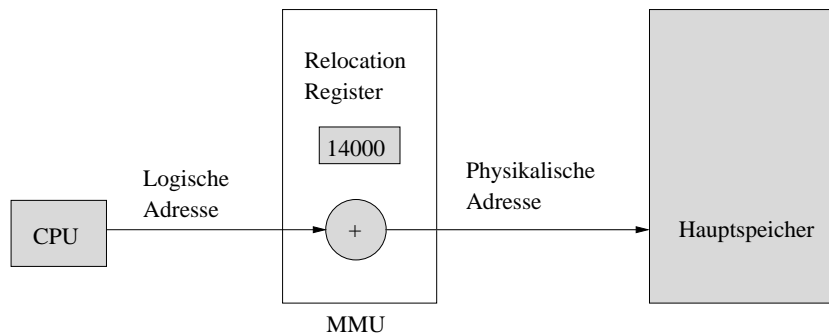 Relocation
Register
14000
Logische
Adresse
Physikalische
Adresse
CPU
+
Hauptspeicher
MMU